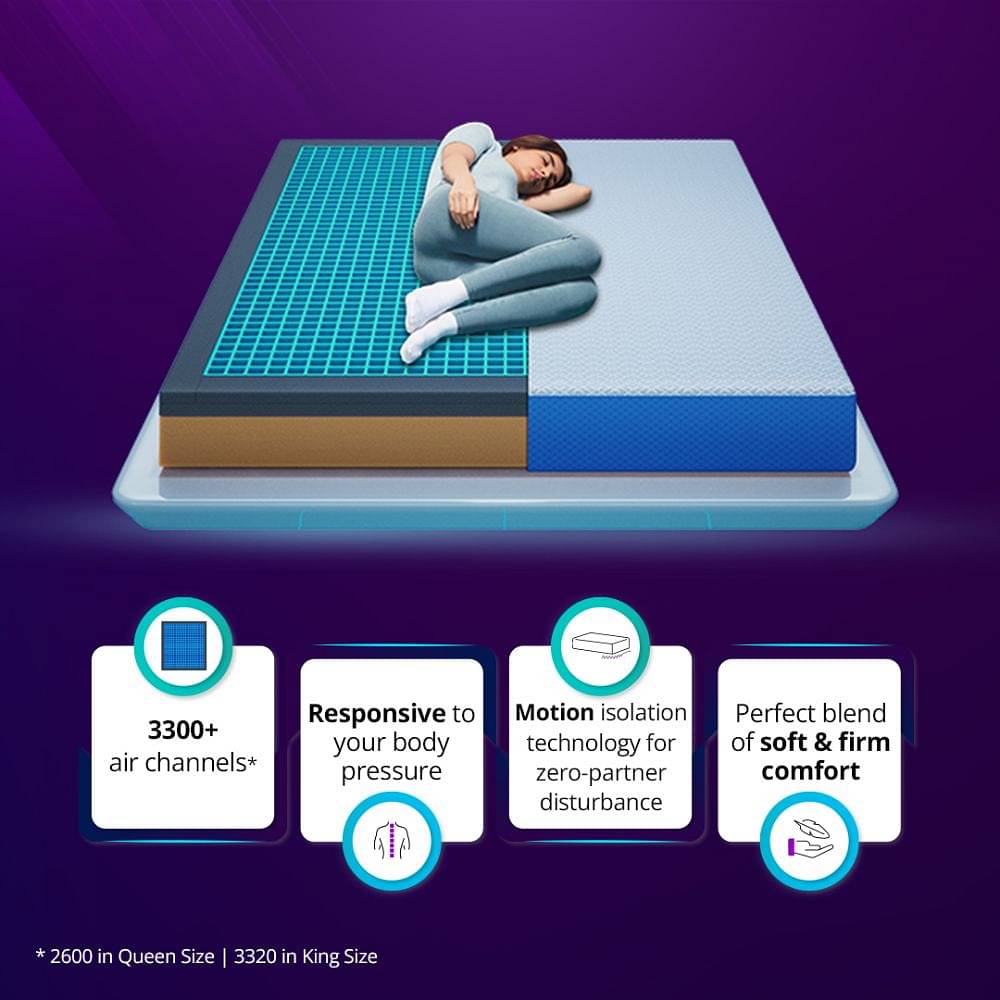 3300+
air channels*
Responsive to
your body
pressure
Motion isolation
technology for
zero-partner
disturbance
Perfect blend
of soft & firm
comfort
* 2600 in Queen Size | 3320 in King Size